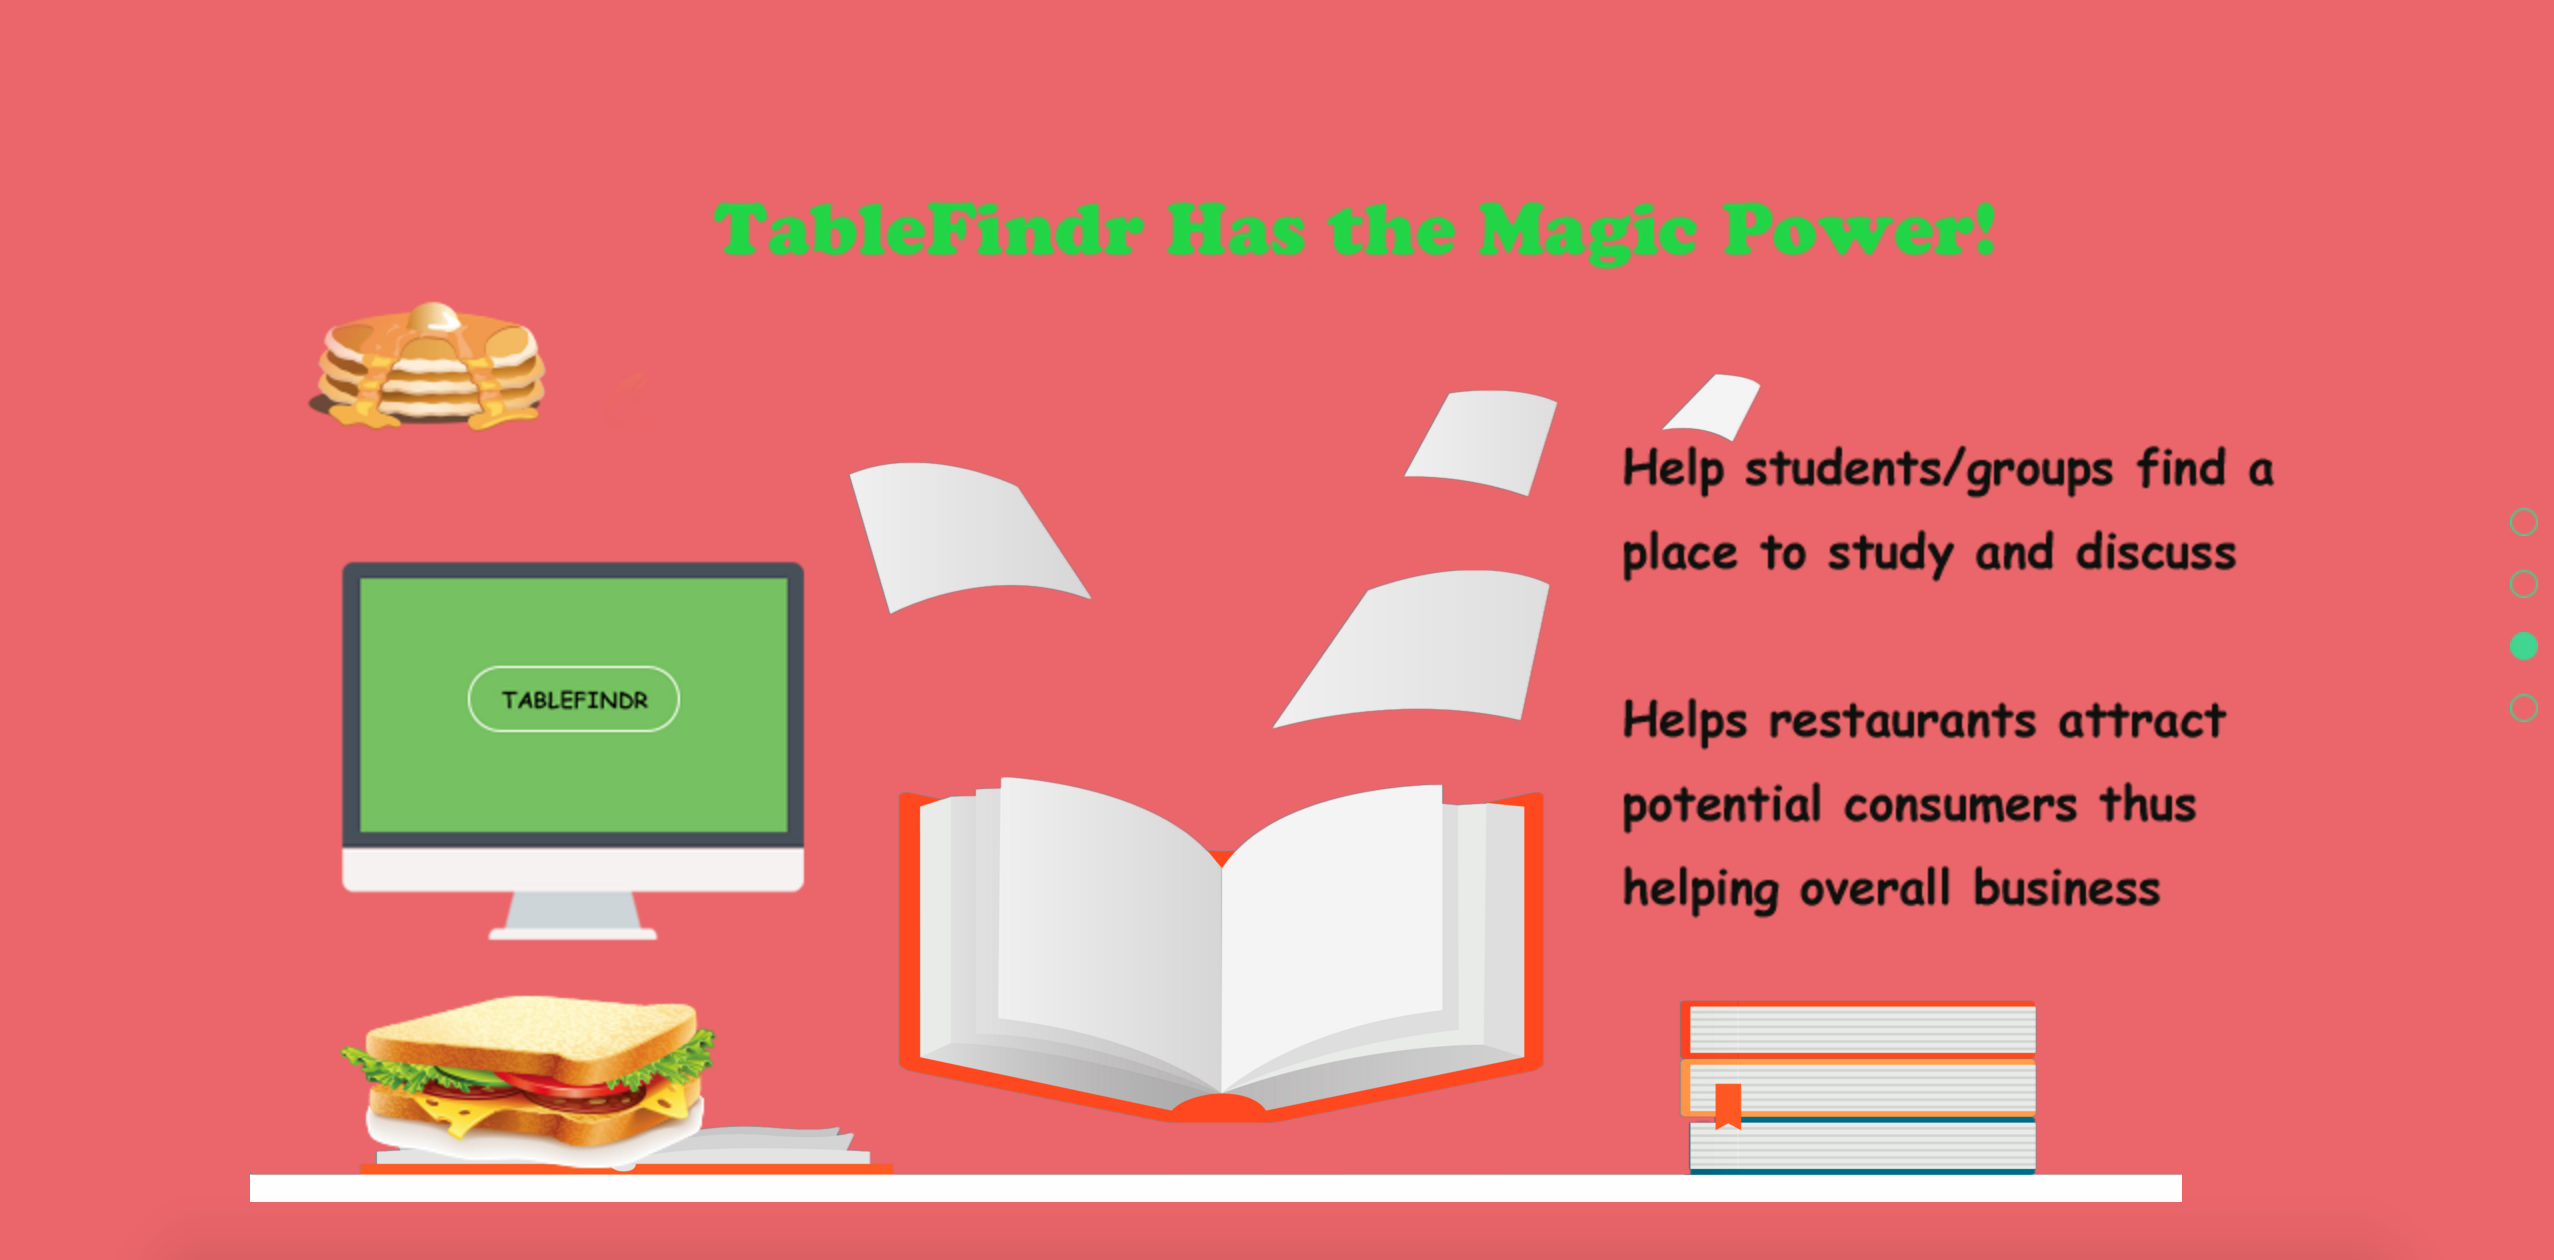 TableFindr Has the Magic Power!
Help students/groups find a
place to study and discuss
TABLEFINDR
Helps restaurants attract
potential consumers thus
helping overall business